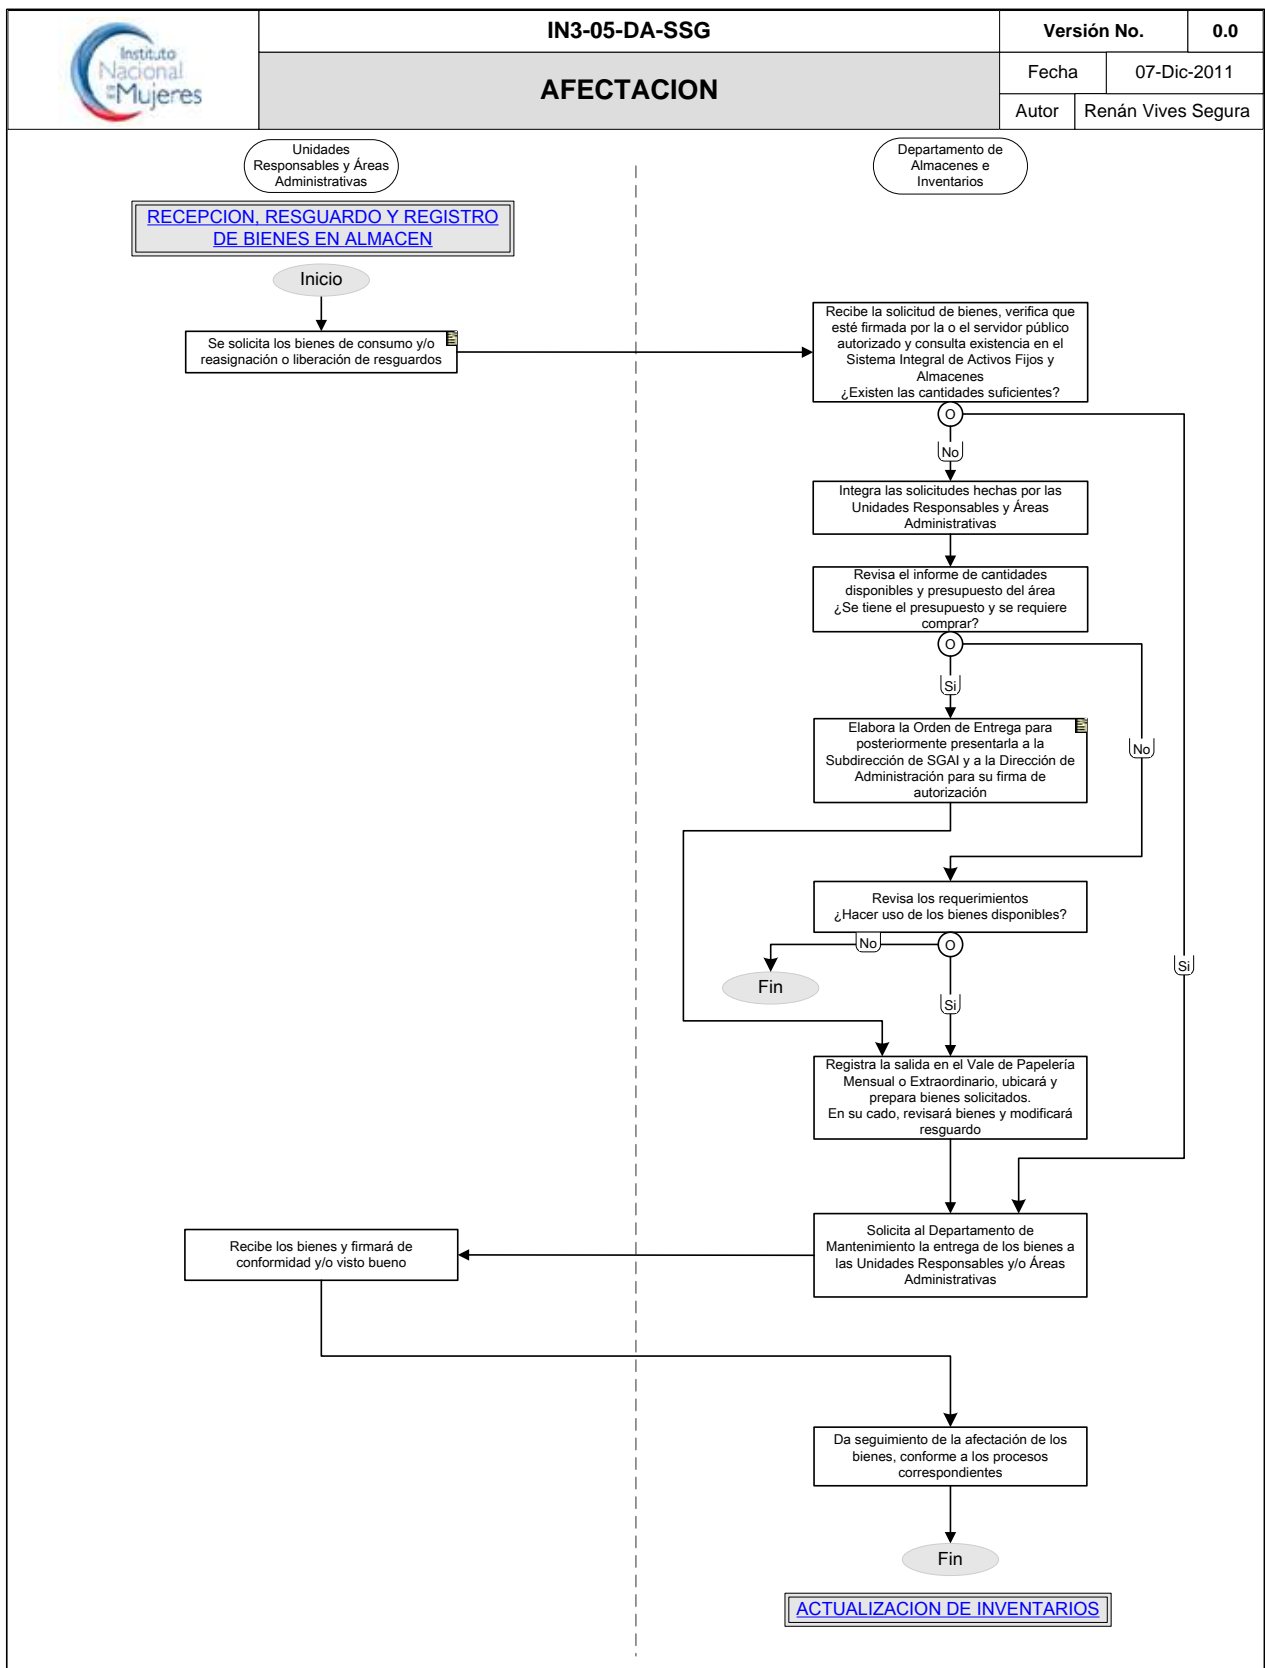 Instituto
Nacional
de las
Mujeres
IN3-05-DA-SSG
AFECTACION
Versión No.
0.0
Fecha
07-Dic-2011
Autor
Renán Vives Segura
Unidades
Responsables y Áreas
Administrativas
Departamento de
Almacenes e
Inventarios
RECEPCION, RESGUARDO Y REGISTRO
DE BIENES EN ALMACEN
Inicio
Se solicita los bienes de consumo y/o
reasignación o liberación de resguardos
Recibe la solicitud de bienes, verifica que
esté firmada por la o el servidor público
autorizado y consulta existencia en el
Sistema Integral de Activos Fijos y
Almacenes
¿Existen las cantidades suficientes?
O
No
Integra las solicitudes hechas por las
Unidades Responsables y Áreas
Administrativas
Revisa el informe de cantidades
disponibles y presupuesto del área
¿Se tiene el presupuesto y se requiere
comprar?
O
Si
No
Elabora la Orden de Entrega para
posteriormente presentarla a la
Subdirección de SGAI y a la Dirección de
Administración para su firma de
autorización
Revisa los requerimientos
¿Hacer uso de los bienes disponibles?
No
O
Si
Fin
Si
Registra la salida en el Vale de Papelería
Mensual o Extraordinario, ubicará y
prepara bienes solicitados.
En su cado, revisará bienes y modificará
resguardo
Solicita al Departamento de
Mantenimiento la entrega de los bienes a
las Unidades Responsables y/o Áreas
Administrativas
Recibe los bienes y firmará de
conformidad y/o visto bueno
Da seguimiento de la afectación de los
bienes, conforme a los procesos
correspondientes
Fin
ACTUALIZACION DE INVENTARIOS